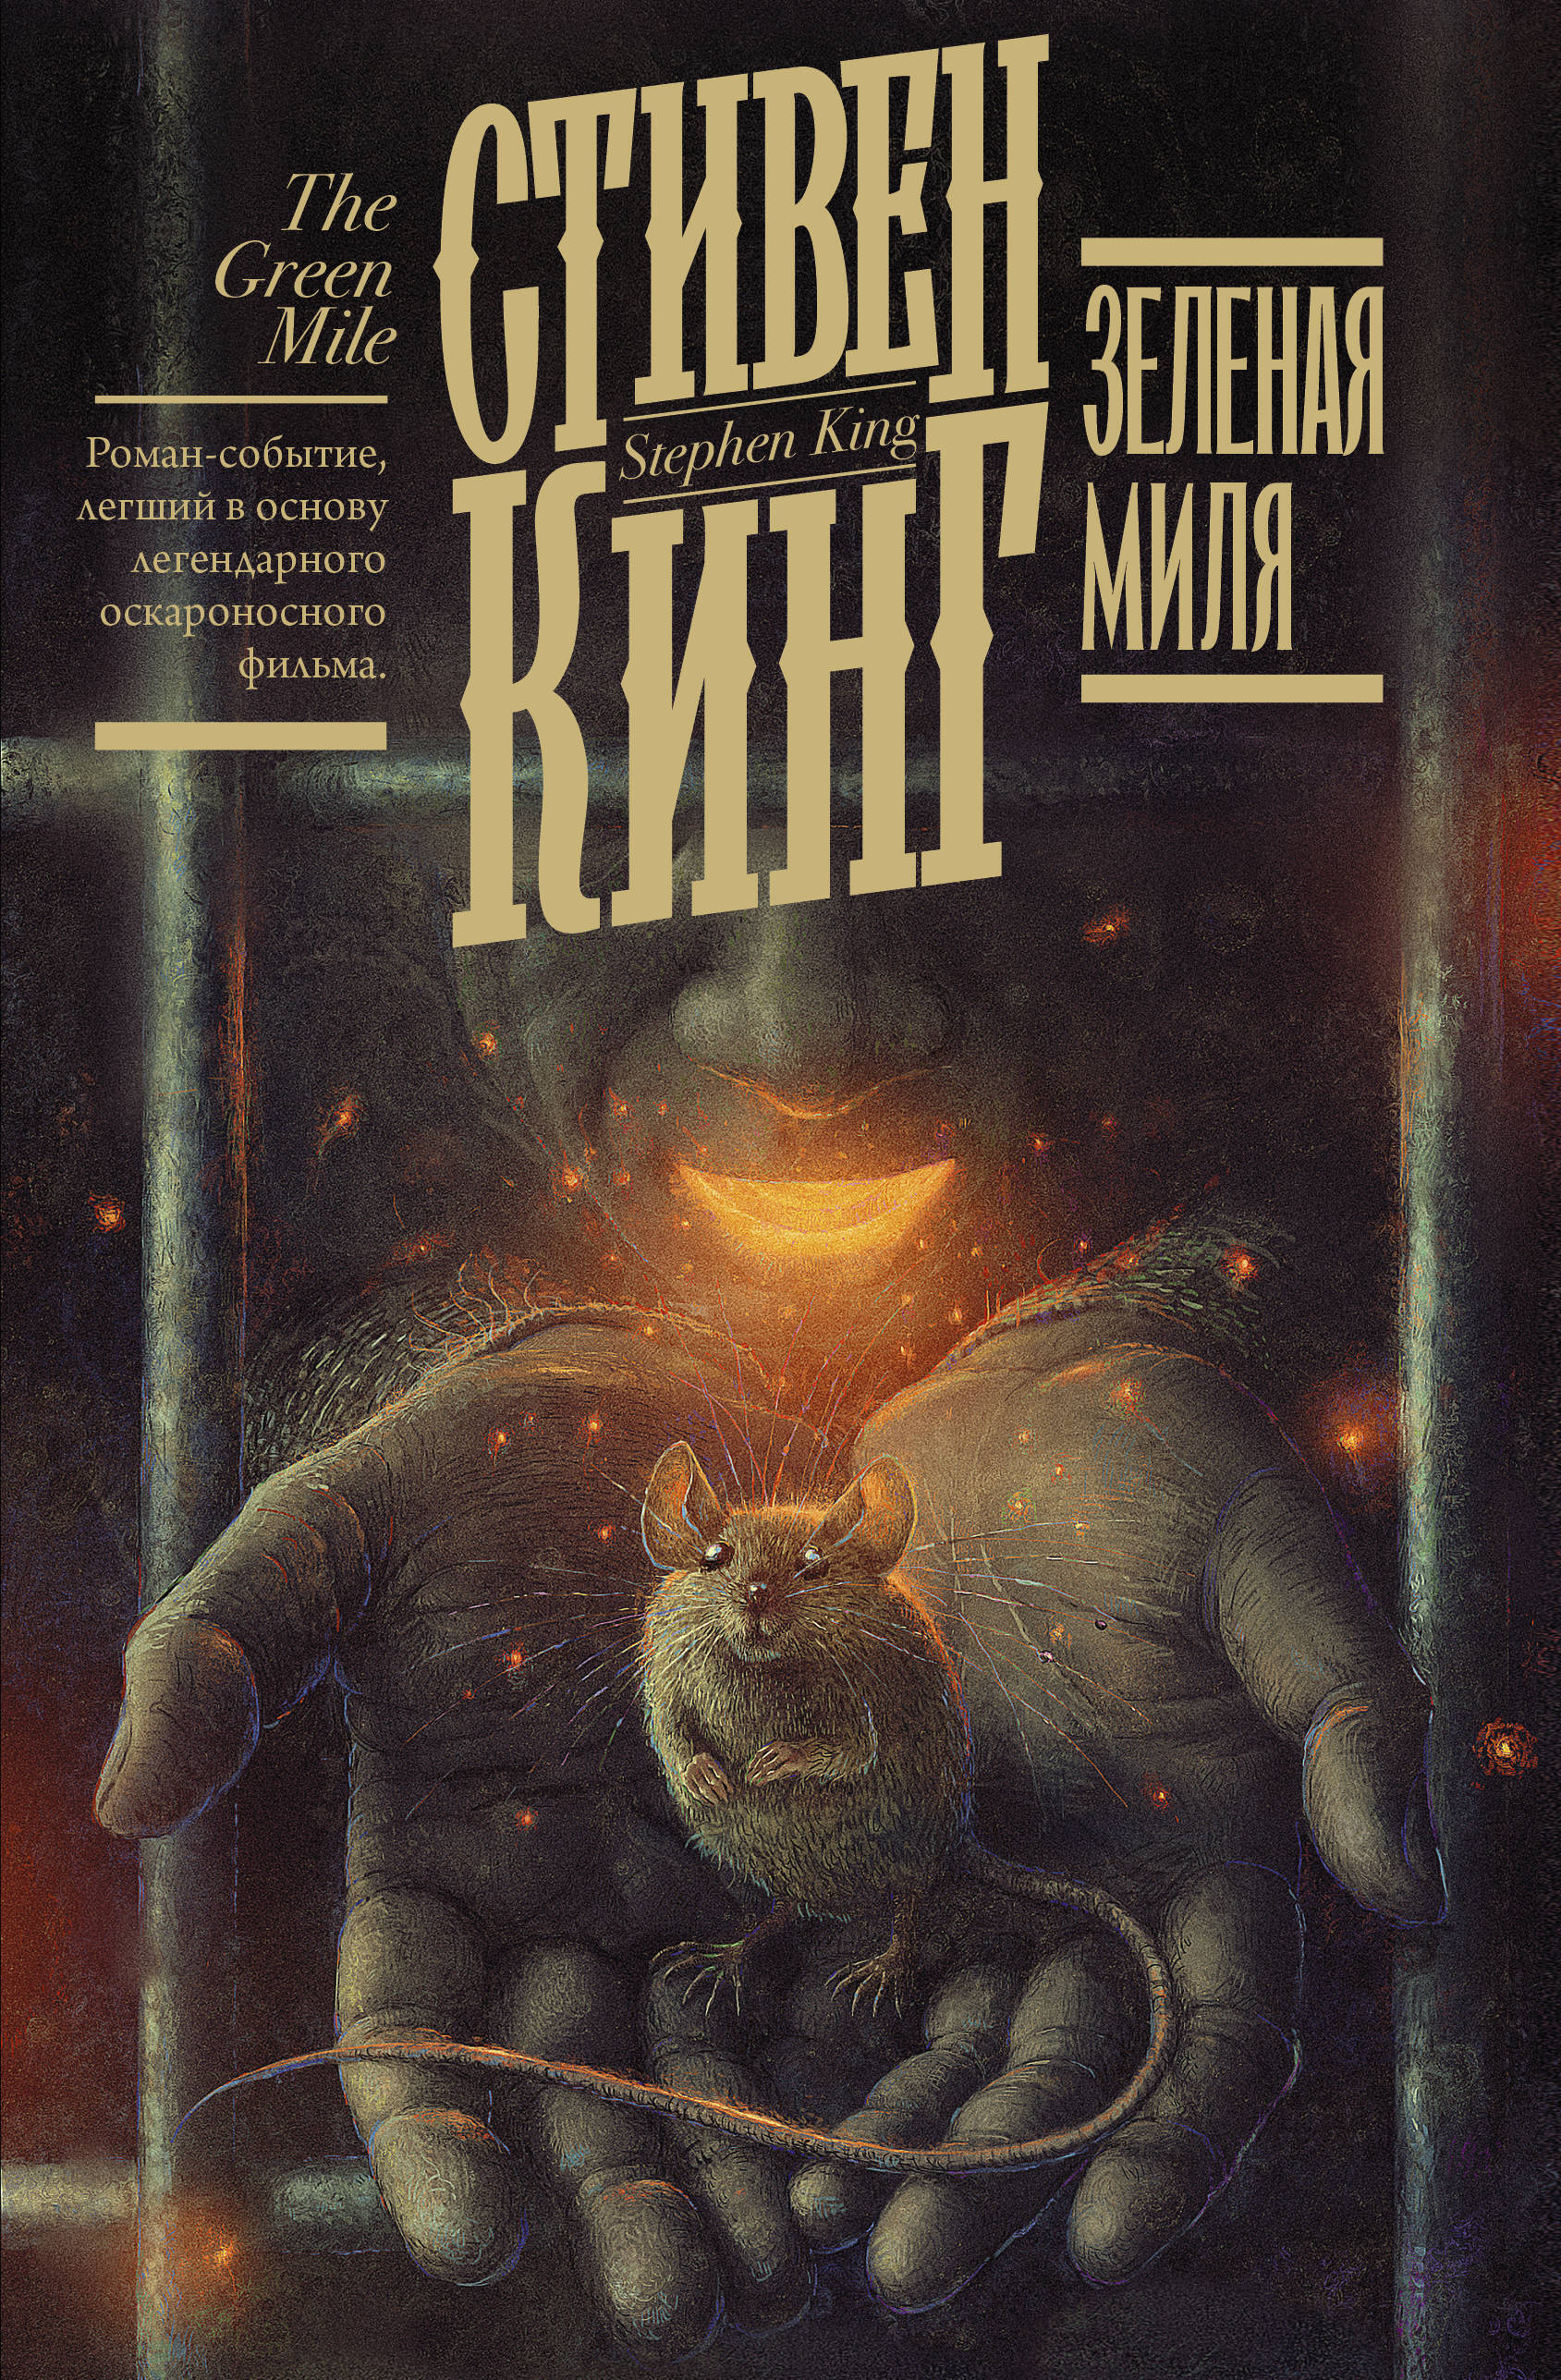 The
Green
Mile
Роман-событие,
легший в основу
легендарного
оскароносного
фильма.
СТИВЕН
Stephen King
КИНГ
ЗЕЛЕНАЯ
МИЛЯ